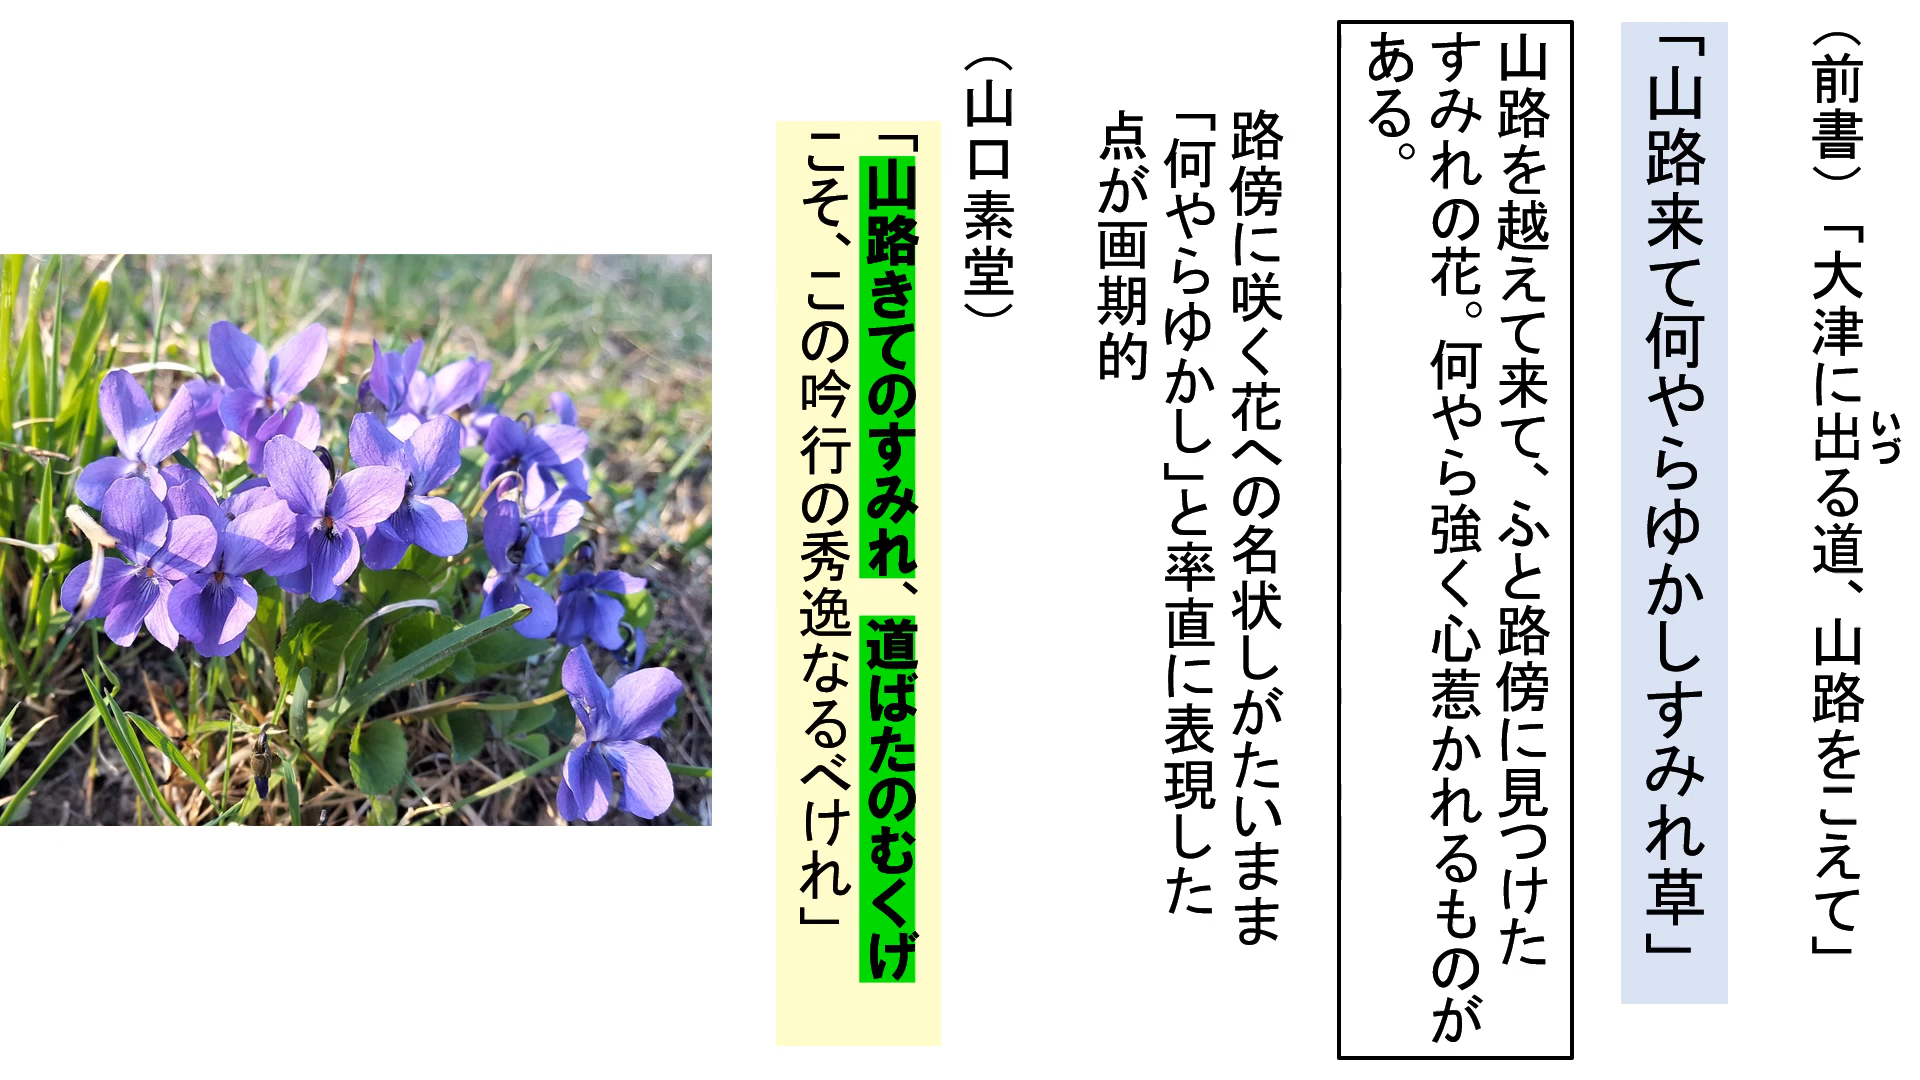 （前書）「大津に出る道、山路をこえて」
いづ
「山路来て何やらゆかしすみれ草」
山路を越えて来て、ふと路傍に見つけた
すみれの花。何やら強く心惹かれるものが
ある。
路傍に咲く花への名状しがたいまま
「何やらゆかし」と率直に表現した
点が画期的
（山口素堂）
「山路きてのすみれ、道ばたのむくげ
こそ、この吟行の秀逸なるべけれ」